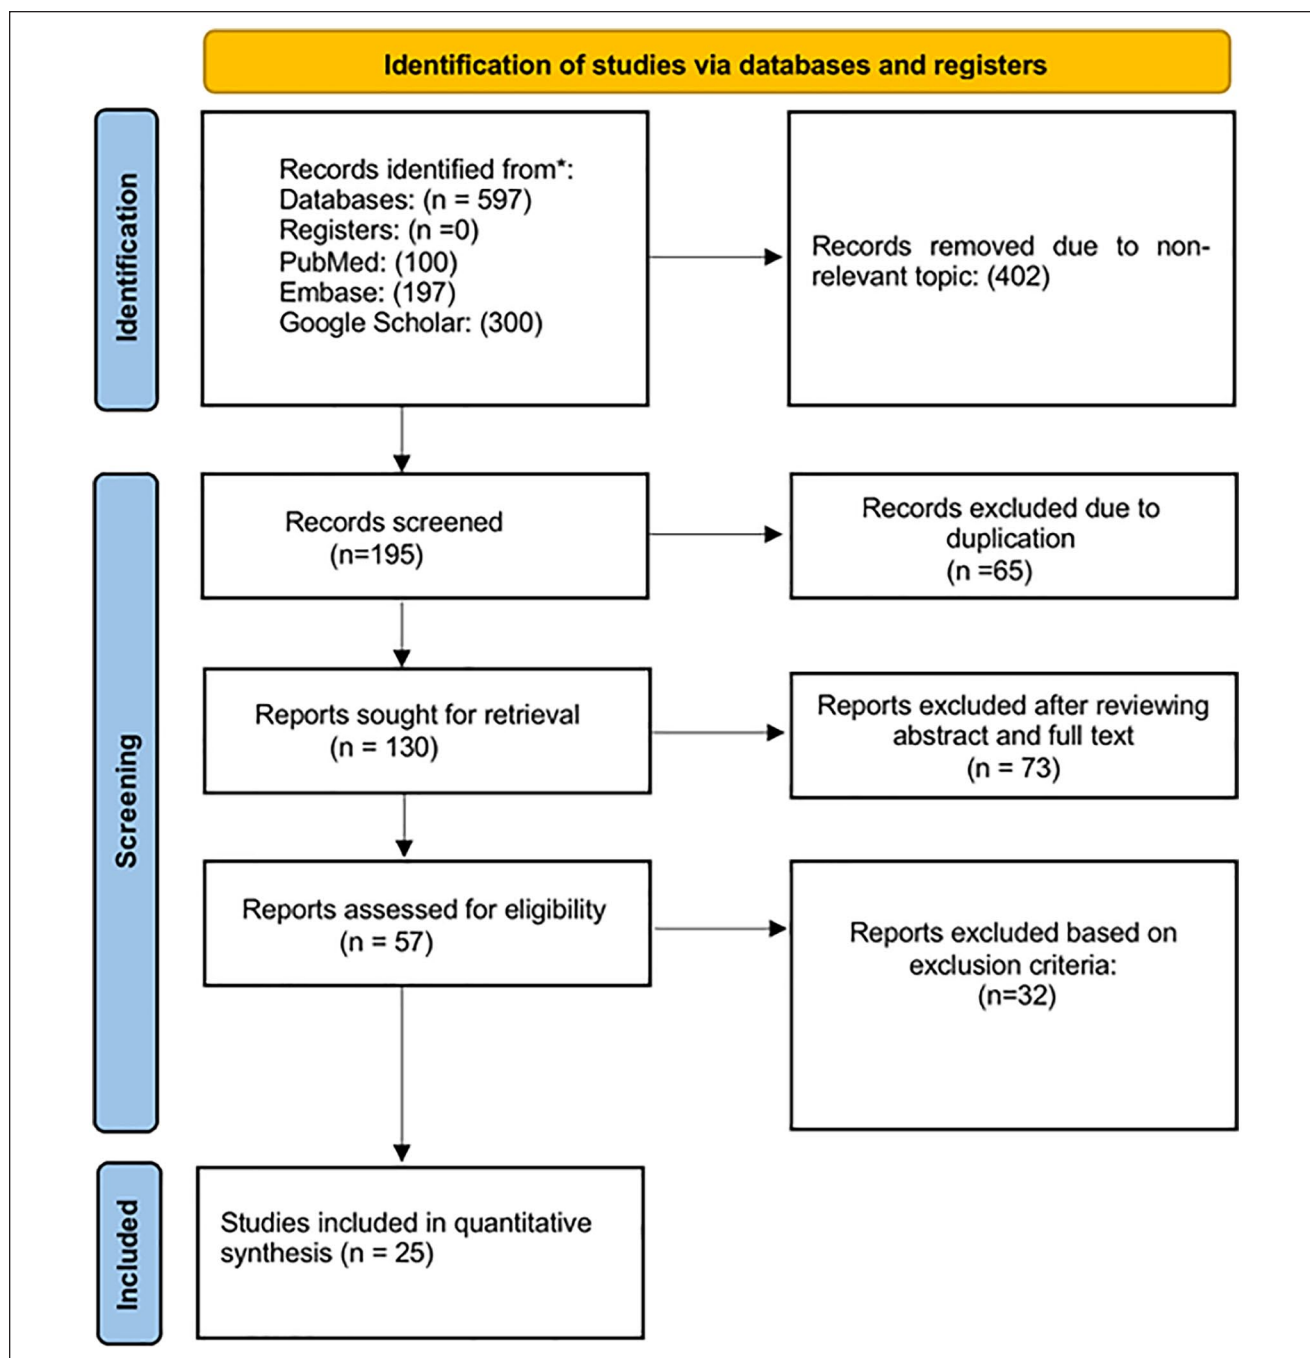 Identification of studies via databases and registers
Identification
Records identified from*:
Databases: (n = 597)
Registers: (n =0)
PubMed: (100)
Embase: (197)
Google Scholar: (300)
Records removed due to non-
relevant topic: (402)
Screening
Records screened
(n=195)
Records excluded due to
duplication
(n =65)
Reports sought for retrieval
(n = 130)
Reports excluded after reviewing
abstract and full text
(n = 73)
Reports assessed for eligibility
(n = 57)
Reports excluded based on
exclusion criteria:
(n=32)
Included
Studies included in quantitative
synthesis (n = 25)